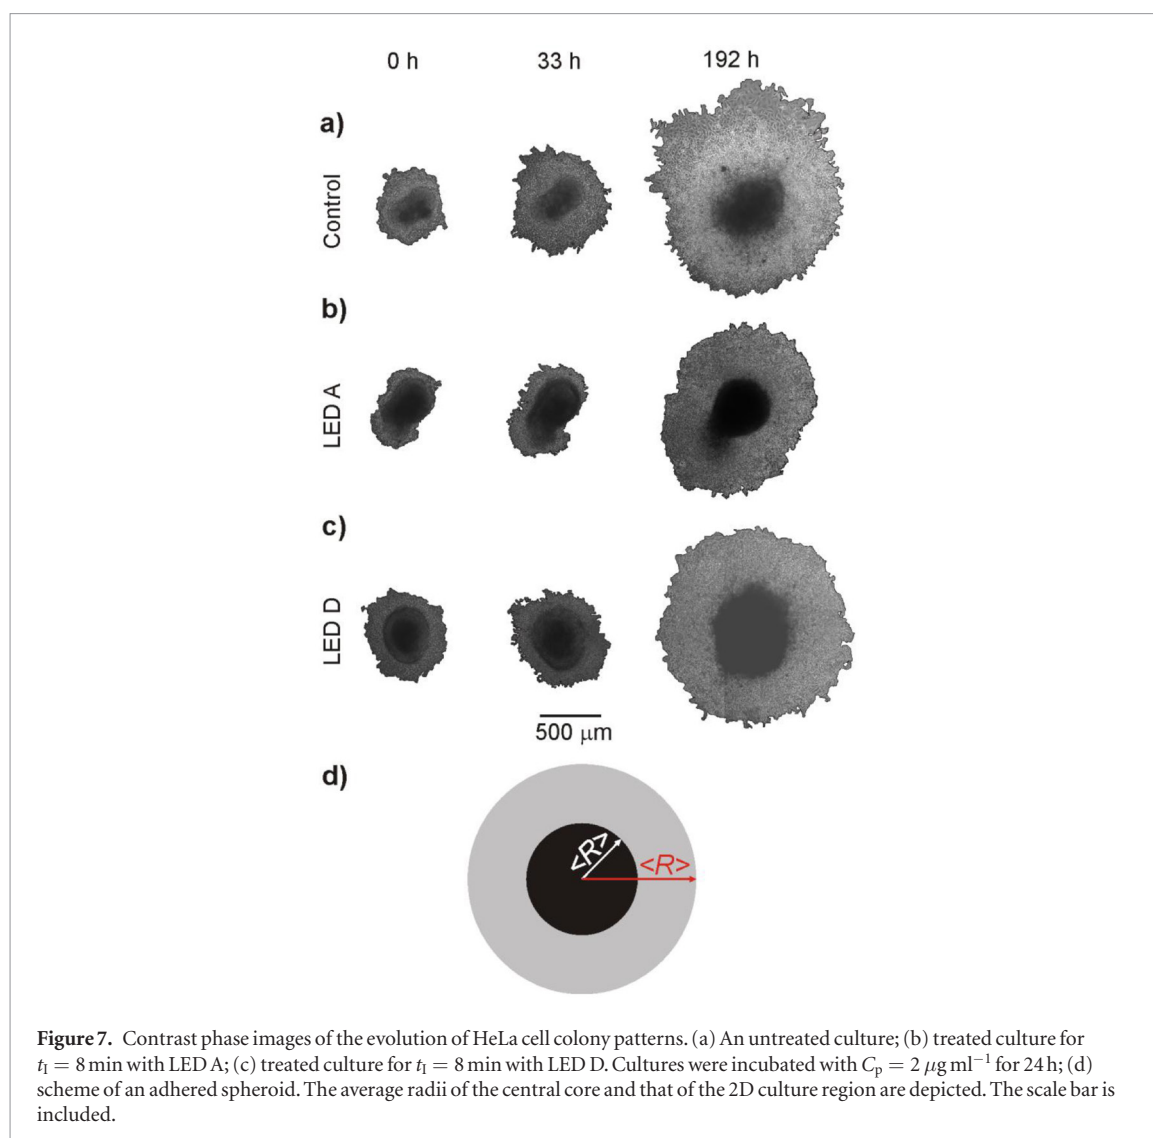 0 h 33 h 192 h
a)
Control
b)
LED A
c)
LED D
500 μm
d)
<R> <R>
Figure 7. Contrast phase images of the evolution of HeLa cell colony patterns. (a) An untreated culture; (b) treated culture for
tI = 8 min with LED A; (c) treated culture for tI = 8 min with LED D. Cultures were incubated with Cp = 2 μg ml−1 for 24 h; (d)
scheme of an adhered spheroid. The average radii of the central core and that of the 2D culture region are depicted. The scale bar is
included.